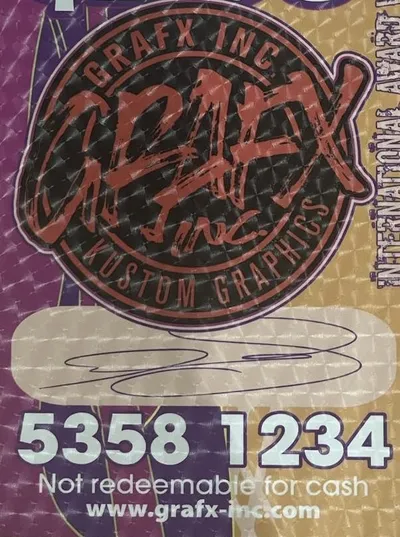 GRAFX INC
GRAFX
INC.
KUSTOM GRAPHICS
INTERNATIONAL AWARD
5358 1234
Not redeemable for cash
www.grafx-inc.com